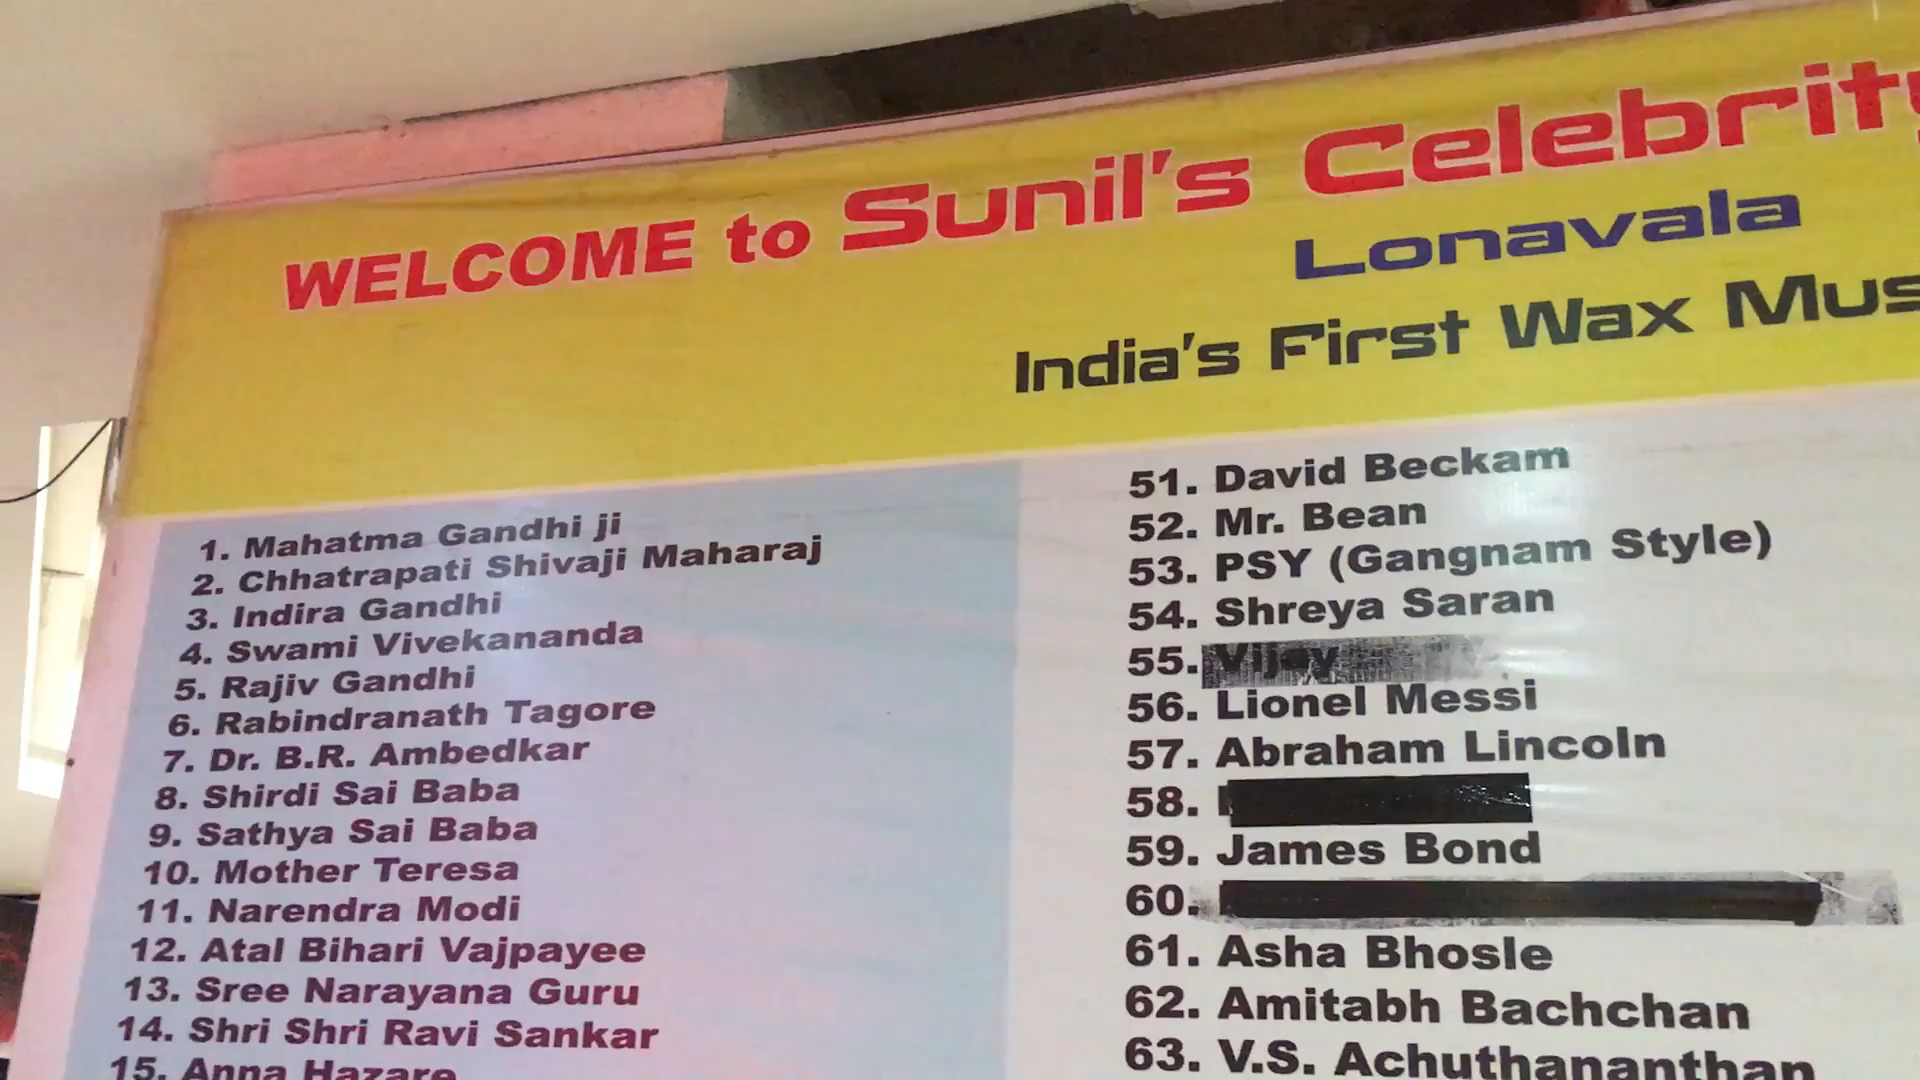 WELCOME to Sunil's Celebrity
Lonavala
India's First Wax Mus
1. Mahatma Gandhi ji
2. Chhatrapati Shivaji Maharaj
3. Indira Gandhi
4. Swami Vivekananda
5. Rajiv Gandhi
6. Rabindranath Tagore
7. Dr. B.R. Ambedkar
8. Shirdi Sai Baba
9. Sathya Sai Baba
10. Mother Teresa
11. Narendra Modi
12. Atal Bihari Vajpayee
13. Sree Narayana Guru
14. Shri Shri Ravi Sankar
15. Anna Hazare
51. David Beckam
52. Mr. Bean
53. PSY (Gangnam Style)
54. Shreya Saran
55. Vijay
56. Lionel Messi
57. Abraham Lincoln
58.
59. James Bond
60.
61. Asha Bhosle
62. Amitabh Bachchan
63. V.S. Achuthananthan